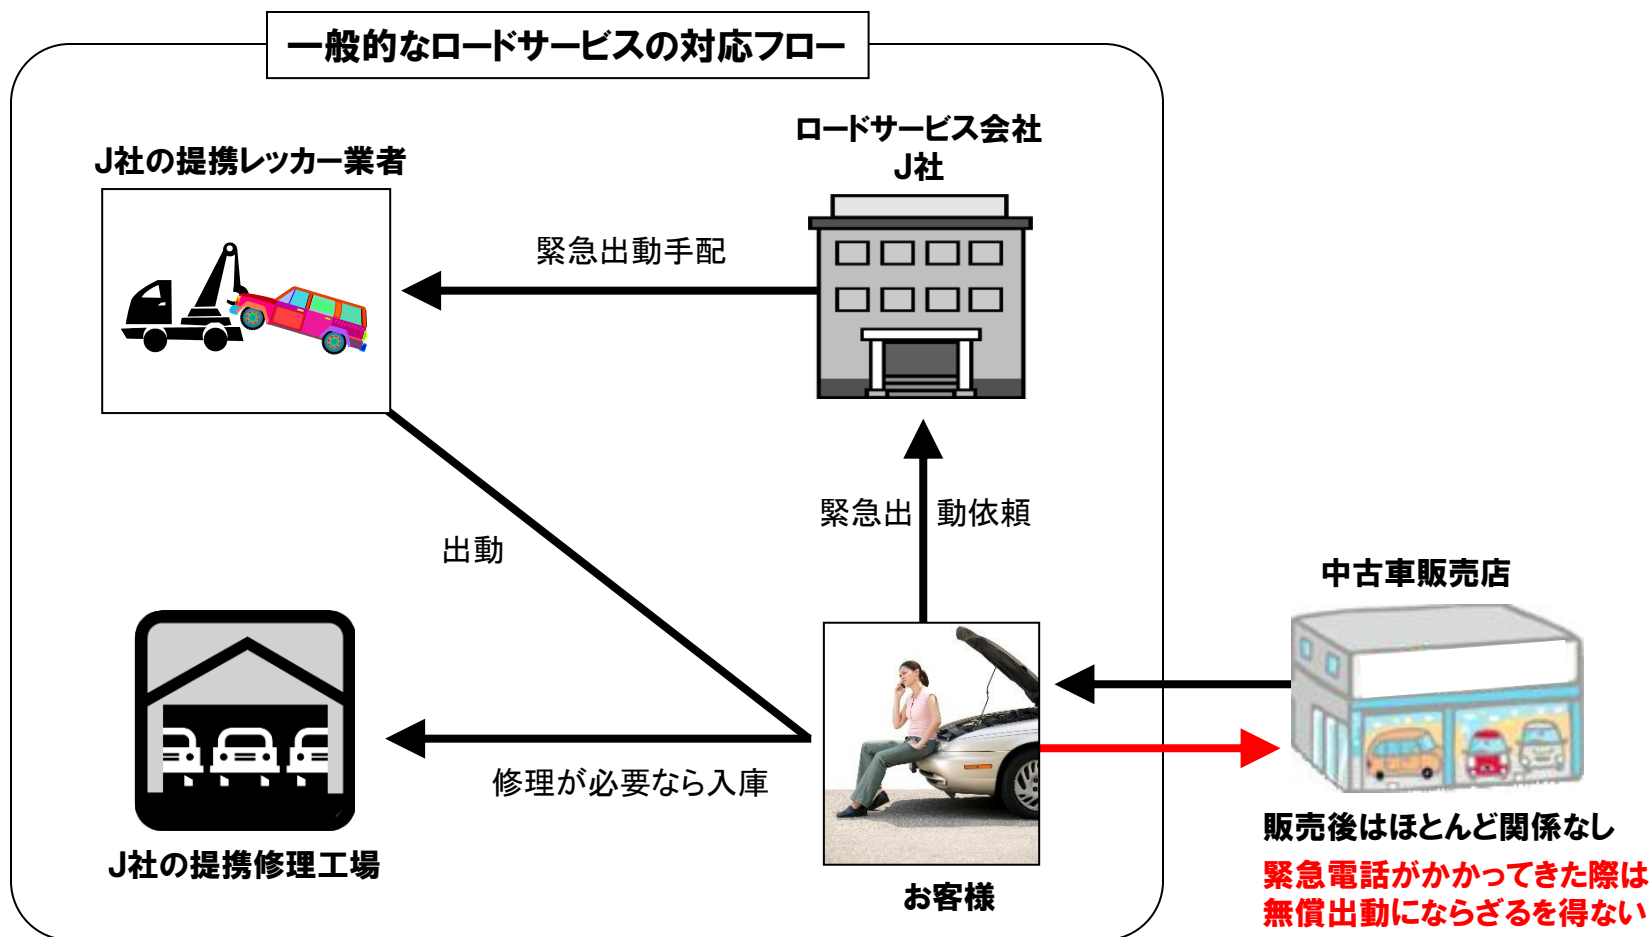 一般的なロードサービスの対応フロー
ロードサービス会社
J社
J社の提携レッカー業者
緊急出動手配
緊急出動依頼
出動
中古車販売店
修理が必要なら入庫
J社の提携修理工場
お客様
販売後はほとんど関係なし
緊急電話がかかってきた際は
無償出動にならざるを得ない